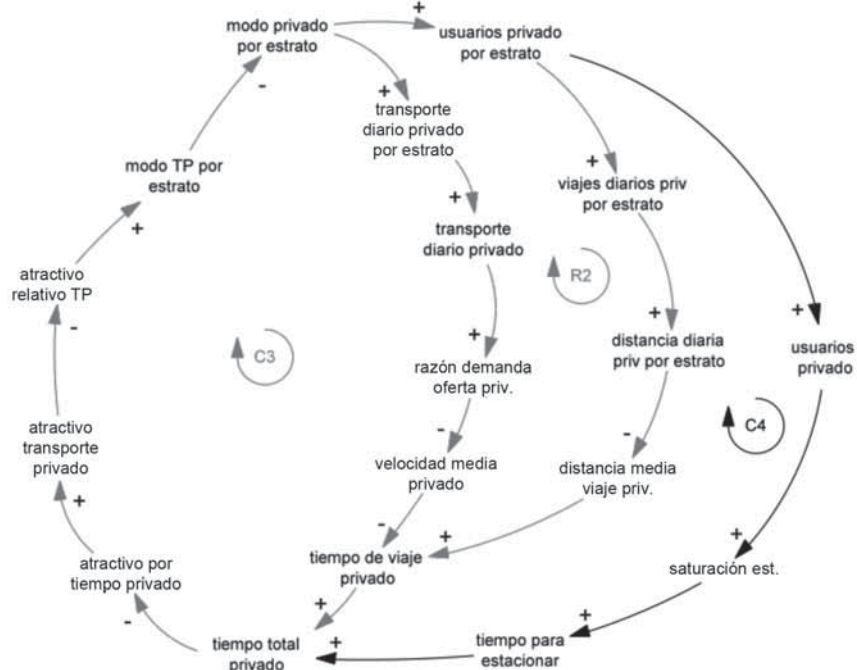 modo privado
por estrato
+
usuarios privado
por estrato
-
+
transporte
diario privado
por estrato
modo TP por
estrato
+
+
viajes diarios priv
por estrato
+
transporte
diario privado
atractivo
relativo TP
R2
-
+
+
+
distancia diaria
priv por estrato
usuarios
privado
C3
razón demanda
oferta priv.
C4
atractivo
transporte
privado
-
-
velocidad media
privado
distancia media
viaje priv.
+
-
+
+
atractivo por
tiempo privado
tiempo de viaje
privado
saturación est.
+
-
+
tiempo total
privado
+
tiempo para
estacionar